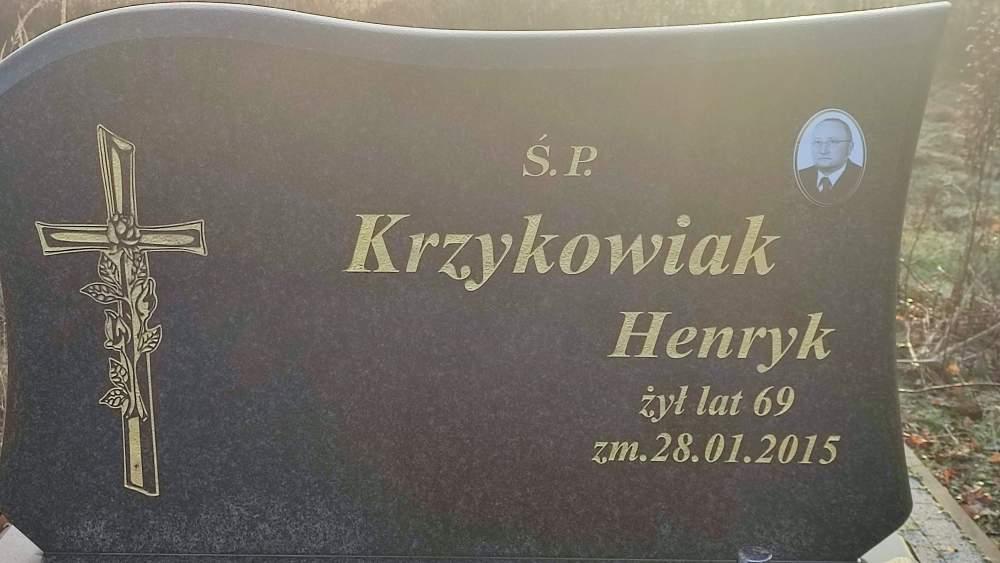 Ś.P.
Krzykowiak
Henryk
żył lat 69
zm.28.01.2015